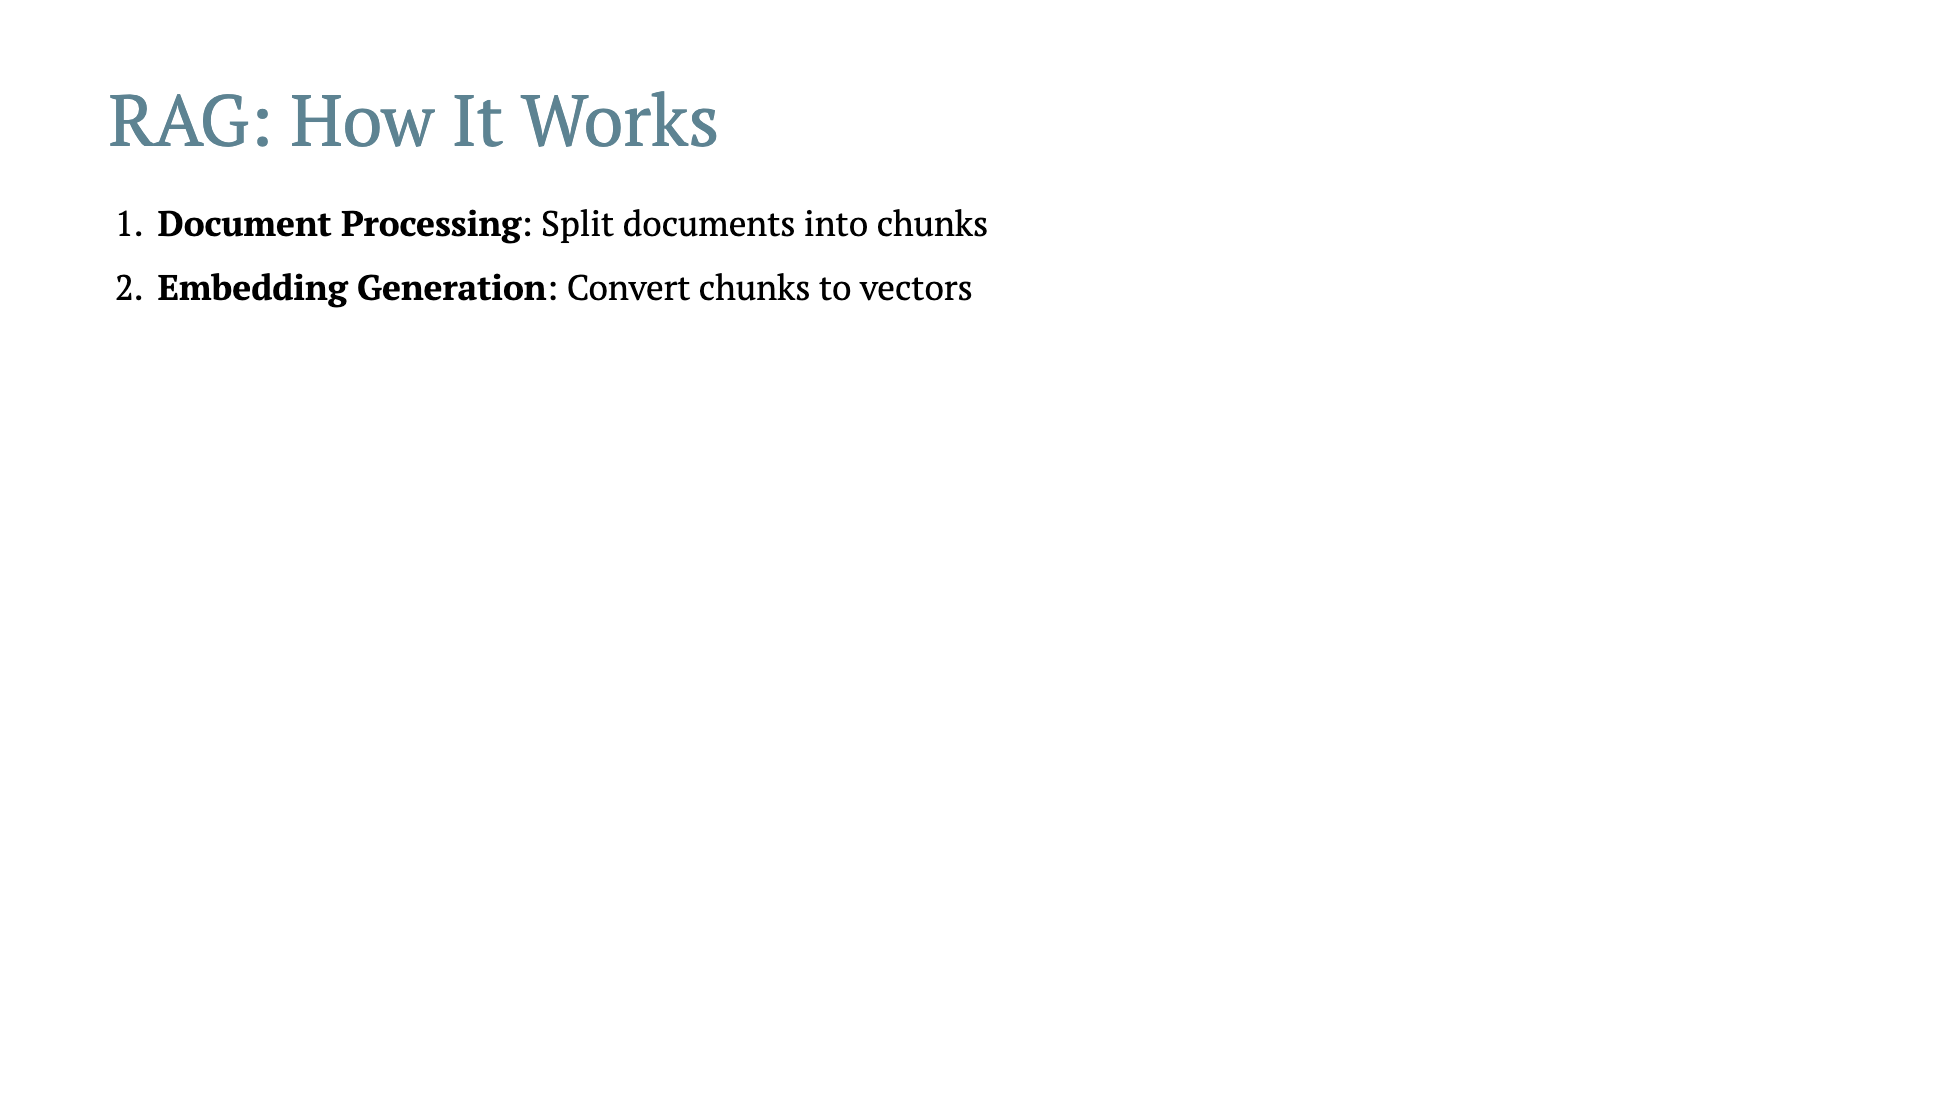 RAG: How It Works
1. Document Processing: Split documents into chunks
2. Embedding Generation: Convert chunks to vectors